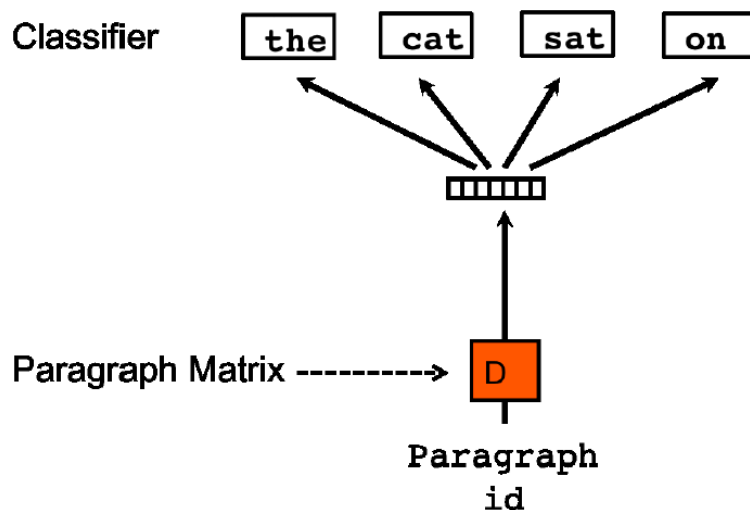 Classifier the cat sat on
Paragraph Matrix D
Paragraph
id